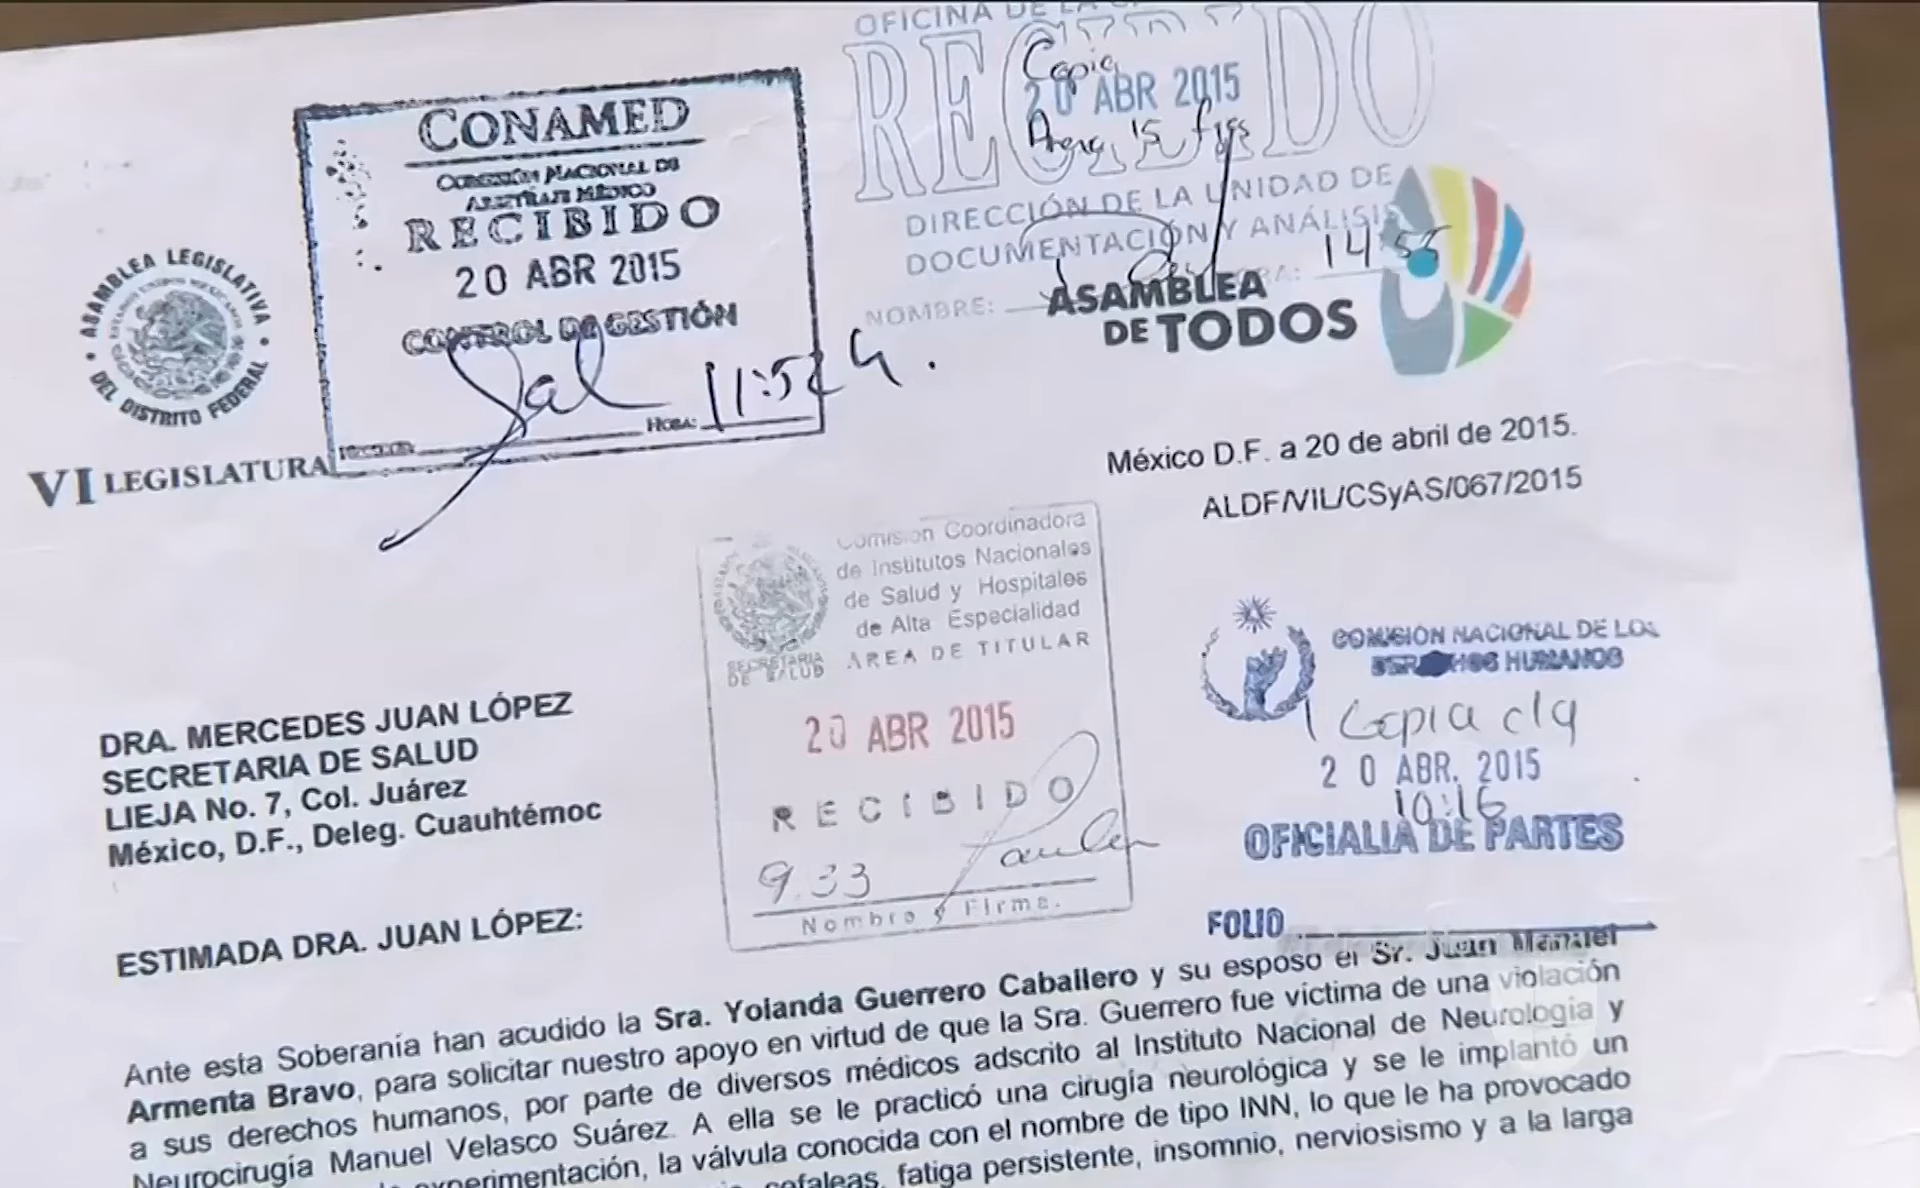 OFICINA DE LA
RECIBIDO
Copia
20 ABR 2015
DIRECCIÓN DE LA UNIDAD DE
DOCUMENTACIÓN Y ANÁLISIS
14:55
NOMBRE:
CONAMED
COMISIÓN NACIONAL DE
ARBITRAJE MÉDICO
RECIBIDO
20 ABR 2015
CONTROL DE GESTIÓN
HORA: 11:52
ASAMBLEA LEGISLATIVA
DEL DISTRITO FEDERAL
VI LEGISLATURA
ASAMBLEA
DE TODOS
México D.F. a 20 de abril de 2015.
ALDF/VIL/CSyAS/067/2015
Comisión Coordinadora
de Institutos Nacionales
de Salud y Hospitales
de Alta Especialidad
ÁREA DE TITULAR
SECRETARIA
DE SALUD
20 ABR 2015
RECIBIDO
9.33
Nombre y Firma.
COMISION NACIONAL DE LOS
DERECHOS HUMANOS
1 Copia
20 ABR. 2015
10:16
OFICIALIA DE PARTES
FOLIO
DRA. MERCEDES JUAN LÓPEZ
SECRETARIA DE SALUD
LIEJA No. 7, Col. Juárez
México, D.F., Deleg. Cuauhtémoc
ESTIMADA DRA. JUAN LÓPEZ:
Ante esta Soberanía han acudido la Sra. Yolanda Guerrero Caballero y su esposo el Sr. Juan Manuel
Armenta Bravo, para solicitar nuestro apoyo en virtud de que la Sra. Guerrero fue víctima de una violación
a sus derechos humanos, por parte de diversos médicos adscrito al Instituto Nacional de Neurología y
Neurocirugía Manuel Velasco Suárez. A ella se le practicó una cirugía neurológica y se le implantó un
experimentación, la válvula conocida con el nombre de tipo INN, lo que le ha provocado
cefaleas, fatiga persistente, insomnio, nerviosismo y a la larga